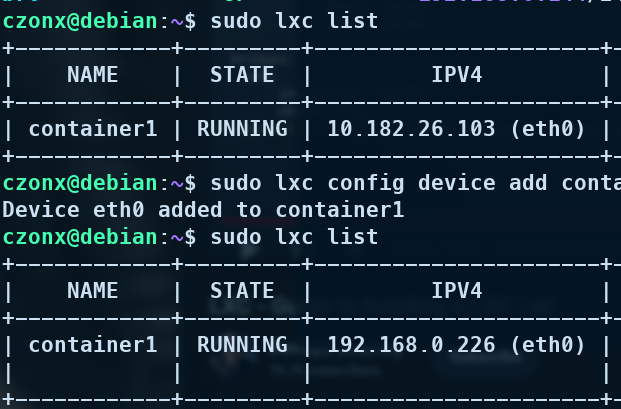 czonx@debian:~$ sudo lxc list
+------------+---------+----------------------+
|    NAME    |  STATE  |         IPV4         |
+------------+---------+----------------------+
| container1 | RUNNING | 10.182.26.103 (eth0) |
+------------+---------+----------------------+
czonx@debian:~$ sudo lxc config device add conta
Device eth0 added to container1
czonx@debian:~$ sudo lxc list
+------------+---------+----------------------+
|    NAME    |  STATE  |         IPV4         |
+------------+---------+----------------------+
| container1 | RUNNING | 192.168.0.226 (eth0) |
|            |         |                      |
+------------+---------+----------------------+